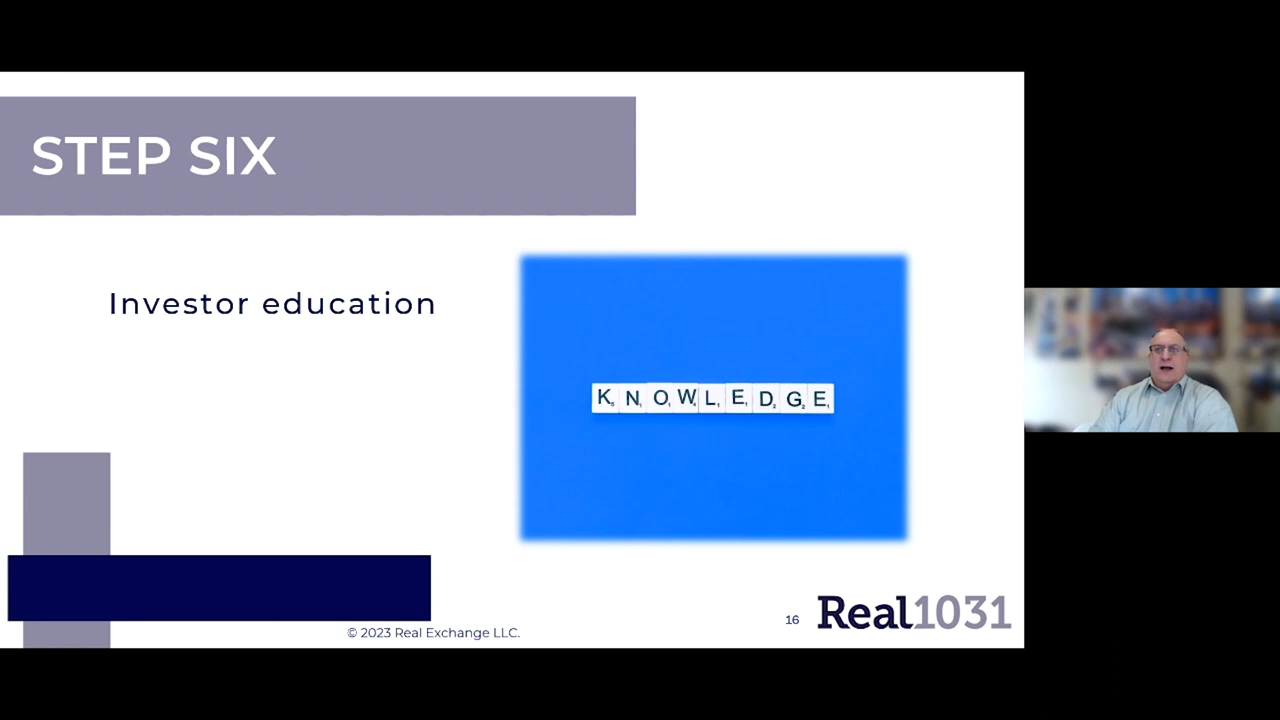 STEP SIX
Investor education
KNOWLEDGE
© 2023 Real Exchange LLC.
16
Real1031